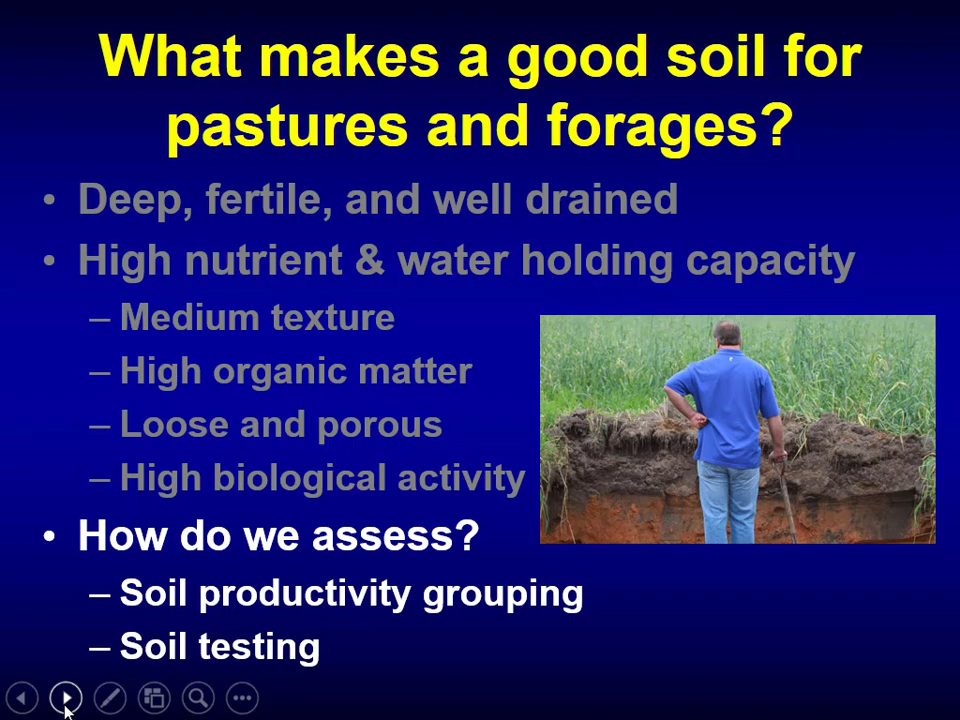 What makes a good soil for
pastures and forages?
• Deep, fertile, and well drained
• High nutrient & water holding capacity
– Medium texture
– High organic matter
– Loose and porous
– High biological activity
• How do we assess?
– Soil productivity grouping
– Soil testing